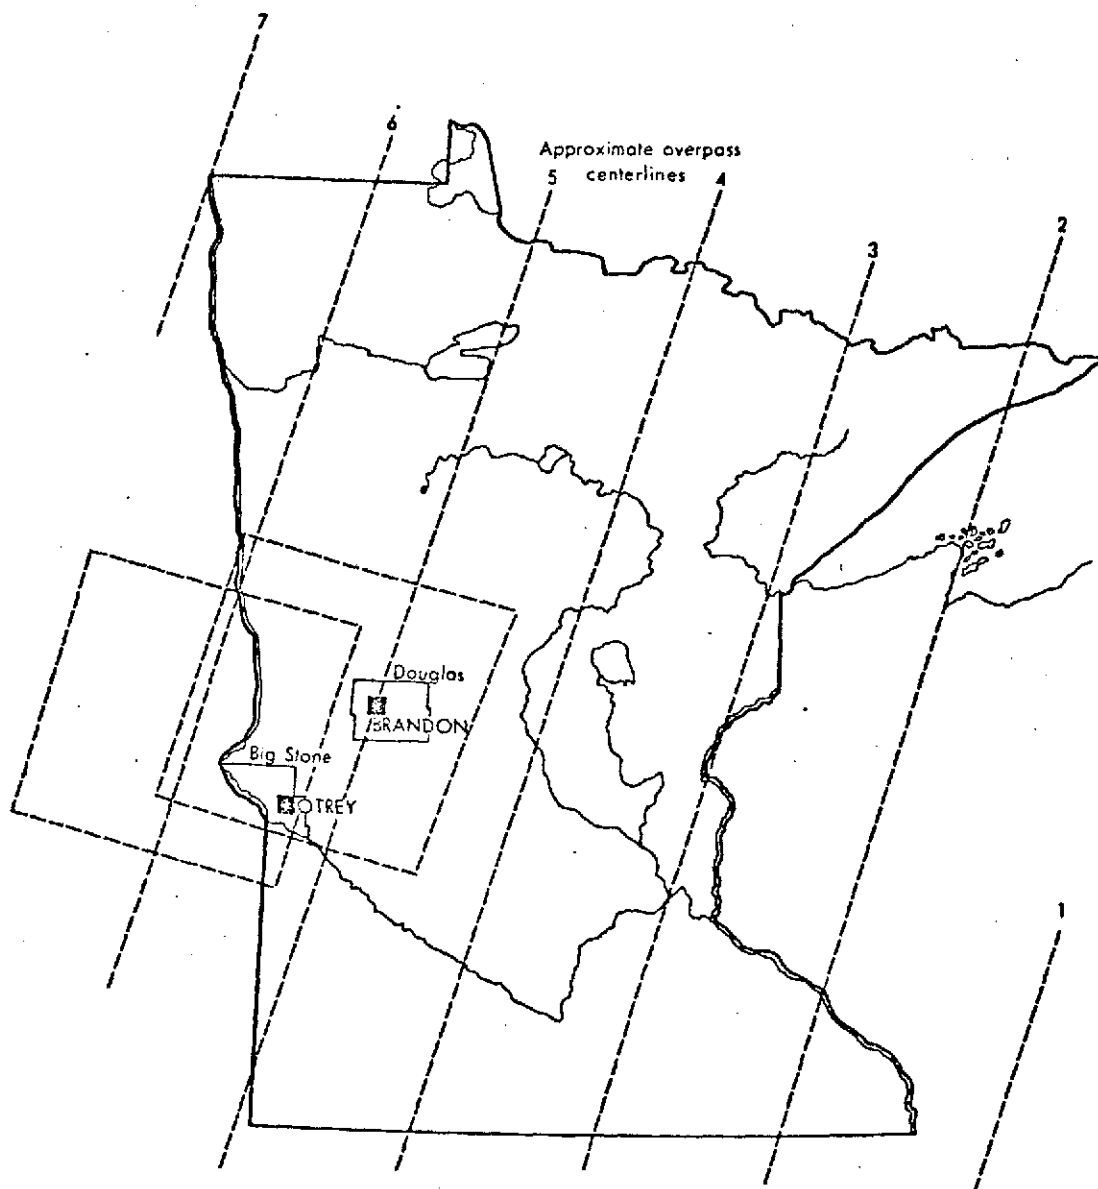 7
6
Approximate overpass
centerlines
5
4
3
2
Douglas
BRANDON
Big Stone
OTREY
1